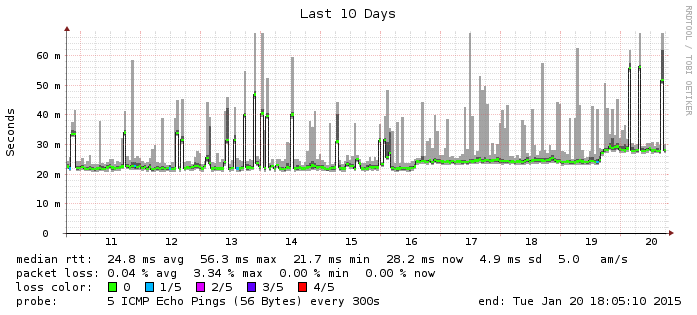 Last 10 Days
RRDTOOL / TOBI OETIKER
Seconds
60 m
50 m
40 m
30 m
20 m
10 m
0
11 12 13 14 15 16 17 18 19 20
median rtt: 24.8 ms avg 56.3 ms max 21.7 ms min 28.2 ms now 4.9 ms sd 5.0 am/s
packet loss: 0.04 % avg 3.34 % max 0.00 % min 0.00 % now
loss color: 0 1/5 2/5 3/5 4/5
probe: 5 ICMP Echo Pings (56 Bytes) every 300s end: Tue Jan 20 18:05:10 2015